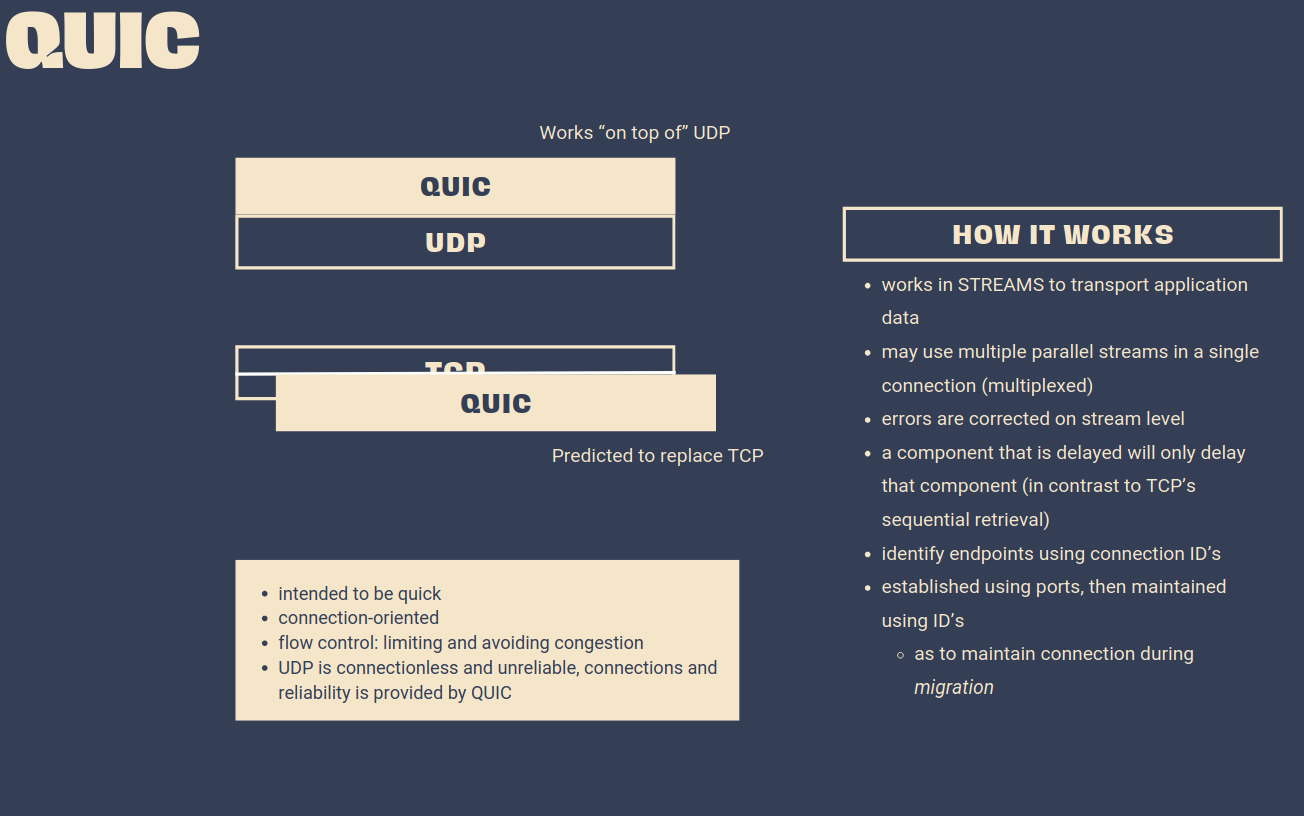 QUIC
Works “on top of” UDP
QUIC
UDP
TCP
QUIC
Predicted to replace TCP
• intended to be quick
• connection-oriented
• flow control: limiting and avoiding congestion
• UDP is connectionless and unreliable, connections and
reliability is provided by QUIC
HOW IT WORKS
• works in STREAMS to transport application
data
• may use multiple parallel streams in a single
connection (multiplexed)
• errors are corrected on stream level
• a component that is delayed will only delay
that component (in contrast to TCP’s
sequential retrieval)
• identify endpoints using connection ID’s
• established using ports, then maintained
using ID’s
◦ as to maintain connection during
migration